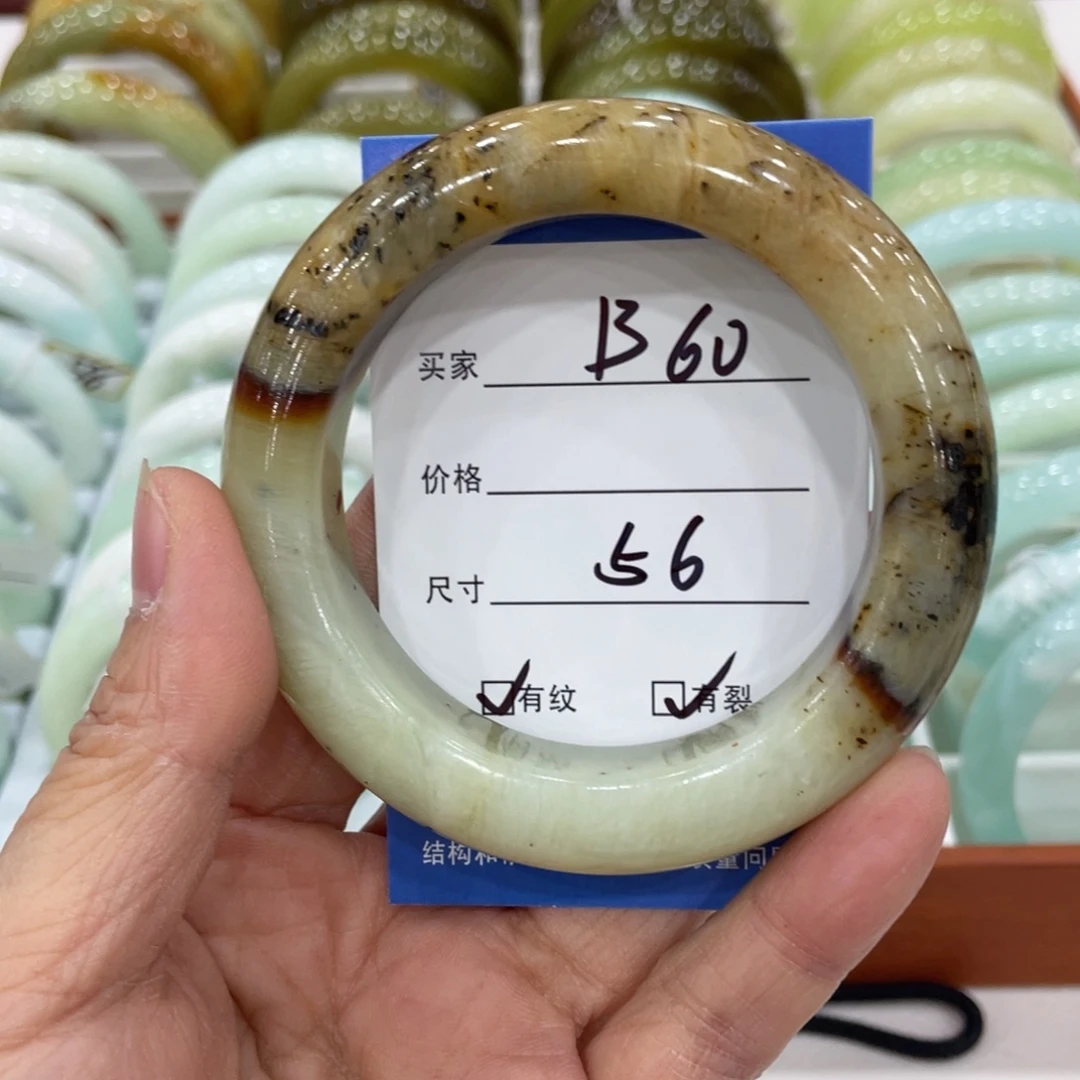 买家 B60
价格
尺寸 56
☑有纹 ☑有裂
结构和